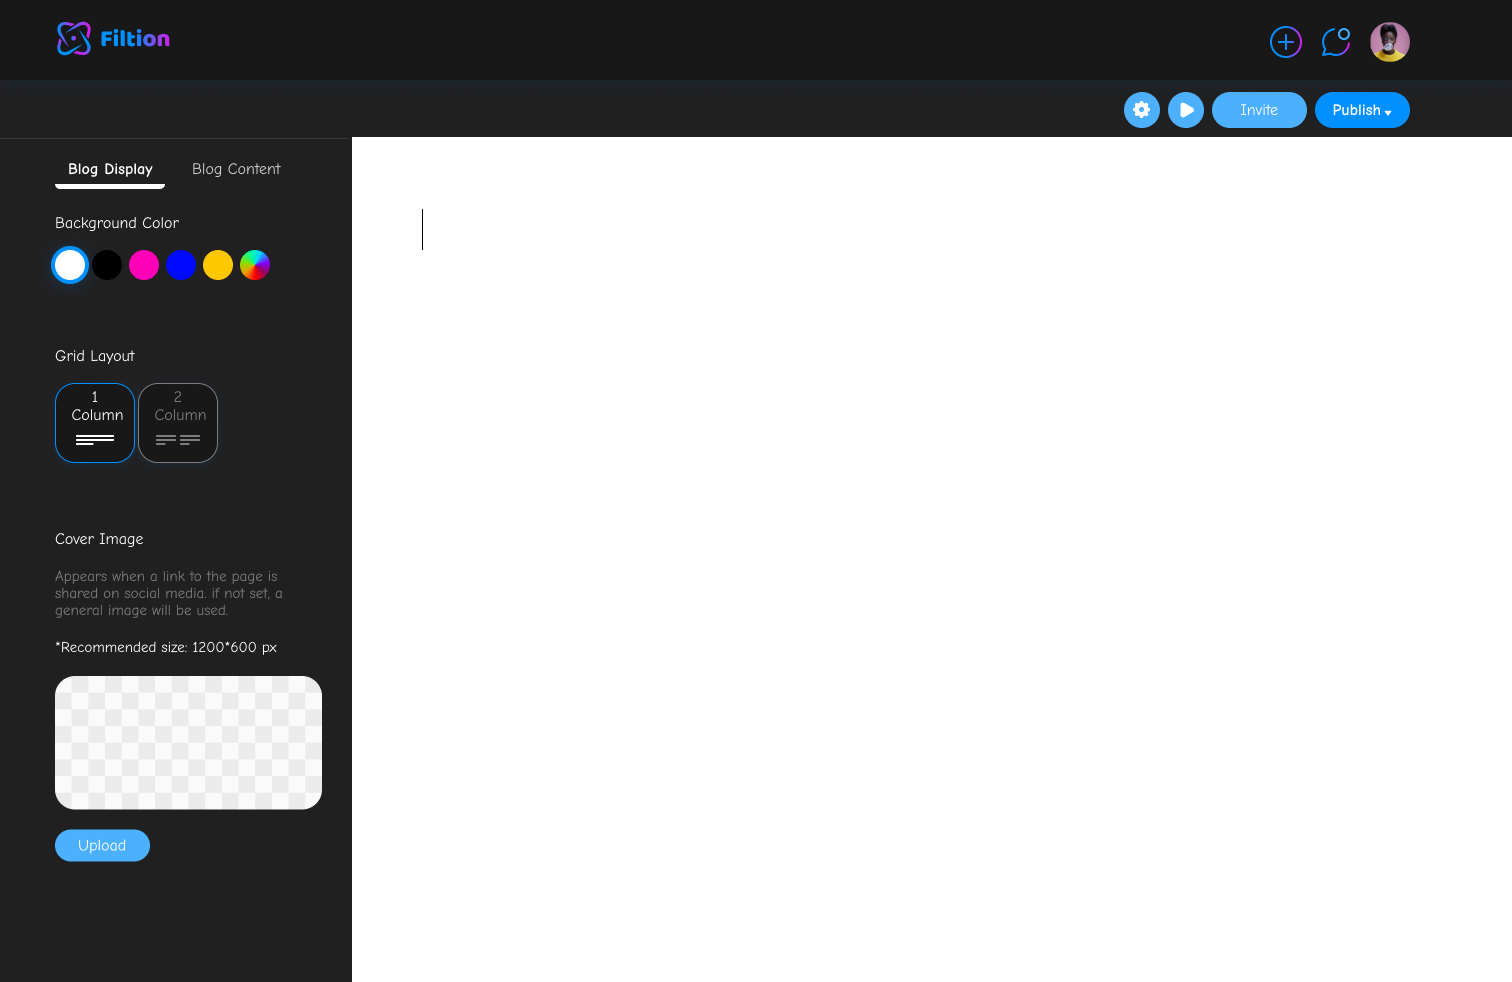 Filtion
Invite
Publish
Blog Display
Blog Content
Background Color
Grid Layout
1
Column
2
Column
Cover Image
Appears when a link to the page is
shared on social media. if not set, a
general image will be used.
*Recommended size: 1200*600 px
Upload